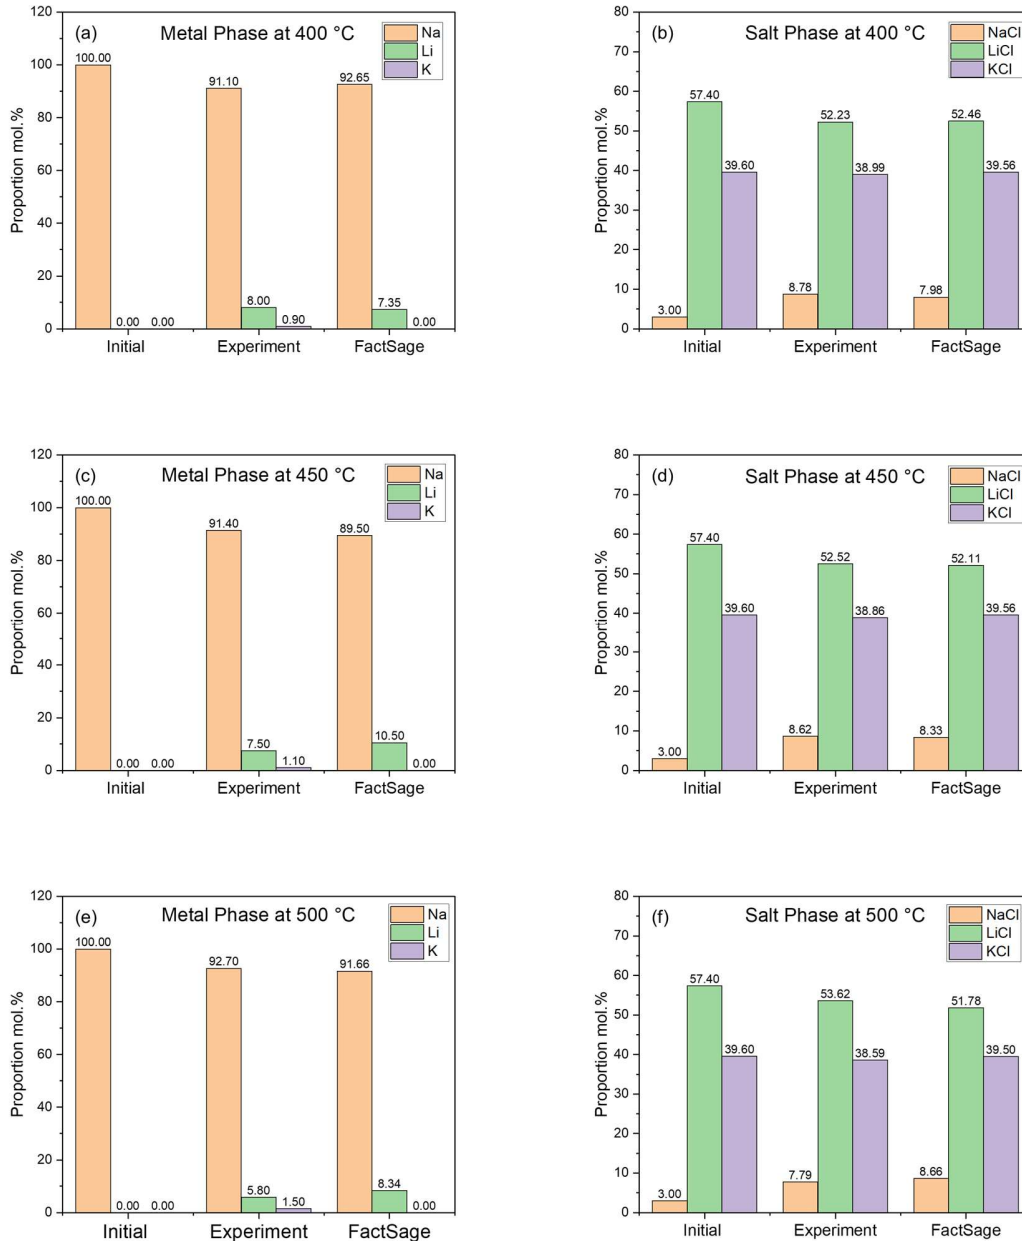 (a) Metal Phase at 400 °C
Na
Li
K
Proportion mol.%
120
100
80
60
40
20
0
100.00
0.00 0.00
91.10
8.00
0.90
92.65
7.35
0.00
Initial Experiment FactSage
(b) Salt Phase at 400 °C
NaCl
LiCl
KCl
Proportion mol.%
80
70
60
50
40
30
20
10
0
3.00
57.40
39.60
8.78
52.23
38.99
7.98
52.46
39.56
Initial Experiment FactSage
(c) Metal Phase at 450 °C
Na
Li
K
Proportion mol.%
120
100
80
60
40
20
0
100.00
0.00 0.00
91.40
7.50
1.10
89.50
10.50
0.00
Initial Experiment FactSage
(d) Salt Phase at 450 °C
NaCl
LiCl
KCl
Proportion mol.%
80
70
60
50
40
30
20
10
0
3.00
57.40
39.60
8.62
52.52
38.86
8.33
52.11
39.56
Initial Experiment FactSage
(e) Metal Phase at 500 °C
Na
Li
K
Proportion mol.%
120
100
80
60
40
20
0
100.00
0.00 0.00
92.70
5.80
1.50
91.66
8.34
0.00
Initial Experiment FactSage
(f) Salt Phase at 500 °C
NaCl
LiCl
KCl
Proportion mol.%
80
70
60
50
40
30
20
10
0
3.00
57.40
39.60
7.79
53.62
38.59
8.66
51.78
39.50
Initial Experiment FactSage